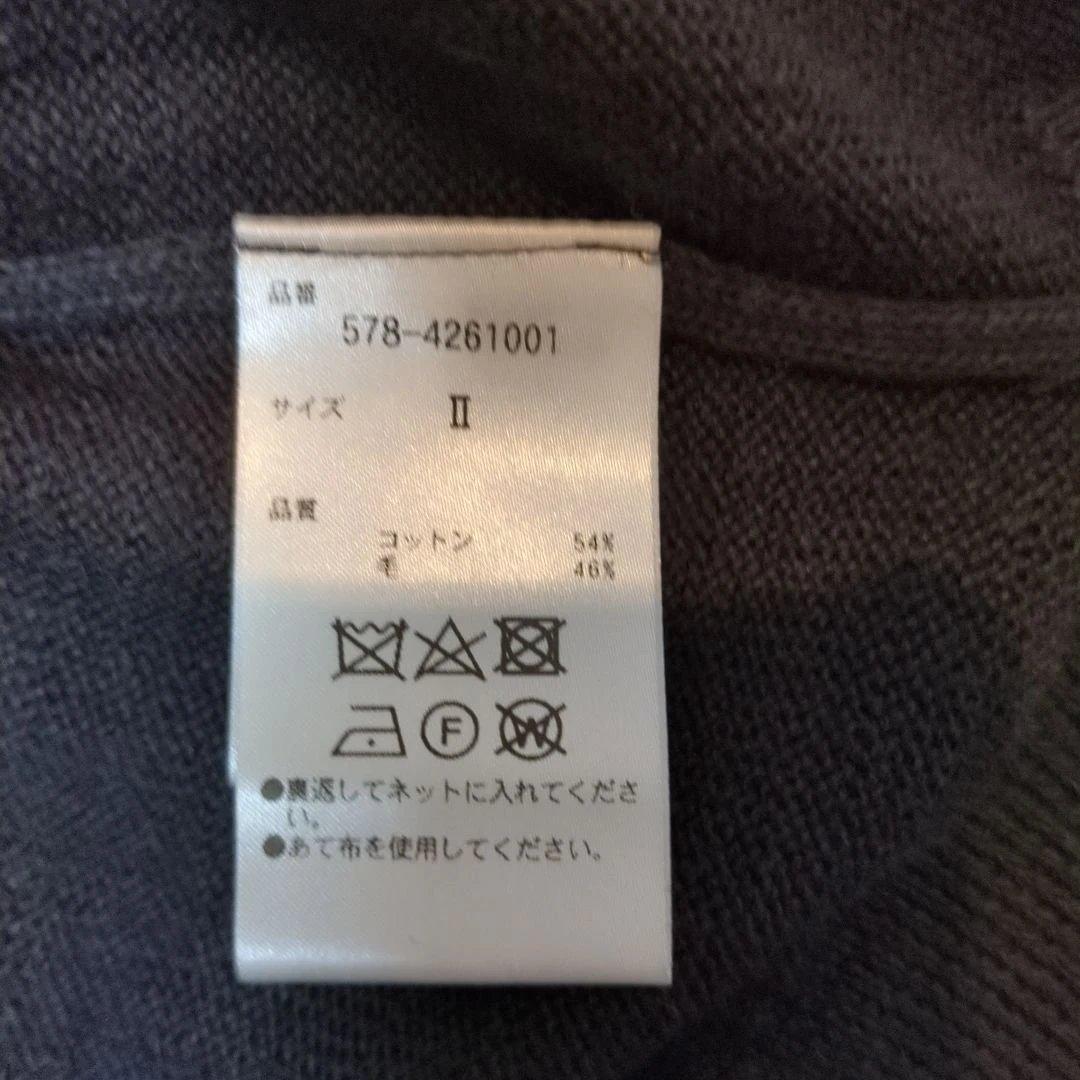 品番
578-4261001
サイズ II
品質
コットン 54%
毛 46%
F W
●裏返してネットに入れてくださ
い。
●あて布を使用してください。